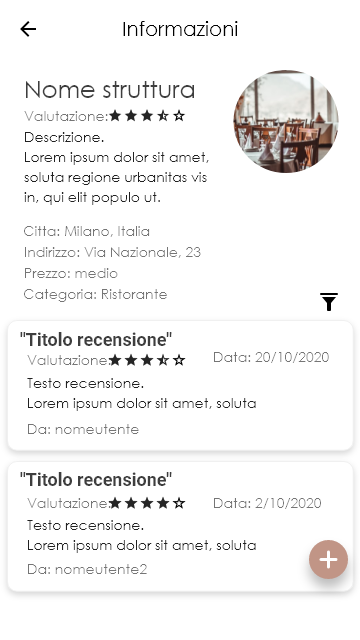 Informazioni
Nome struttura
Valutazione:
Descrizione.
Lorem ipsum dolor sit amet,
soluta regione urbanitas vis
in, qui elit populo ut.
Citta: Milano, Italia
Indirizzo: Via Nazionale, 23
Prezzo: medio
Categoria: Ristorante
"Titolo recensione"
Valutazione: Data: 20/10/2020
Testo recensione.
Lorem ipsum dolor sit amet, soluta
Da: nomeutente
"Titolo recensione"
Valutazione: Data: 2/10/2020
Testo recensione.
Lorem ipsum dolor sit amet, soluta
Da: nomeutente2